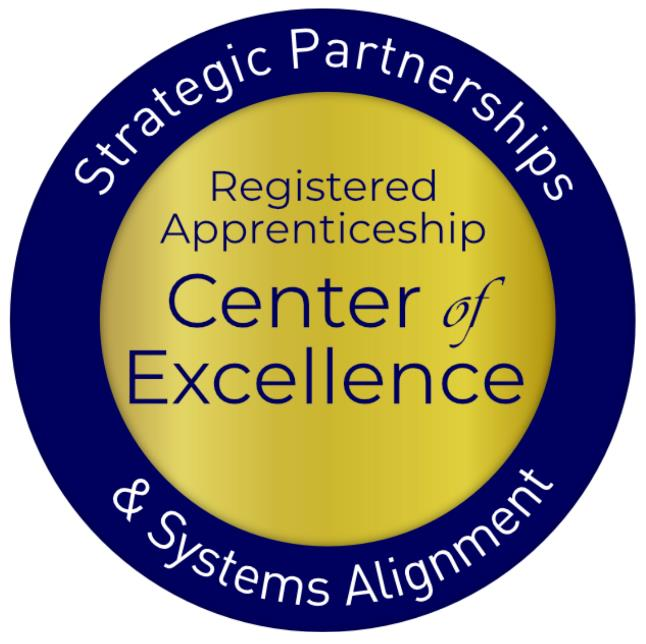 Strategic Partnerships
Registered
Apprenticeship
Center of
Excellence
& Systems Alignment